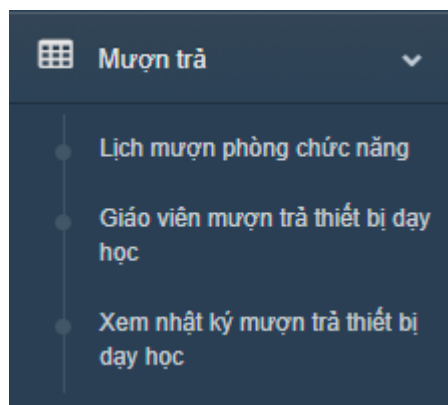 Mượn trả
Lịch mượn phòng chức năng
Giáo viên mượn trả thiết bị dạy
học
Xem nhật ký mượn trả thiết bị
dạy học